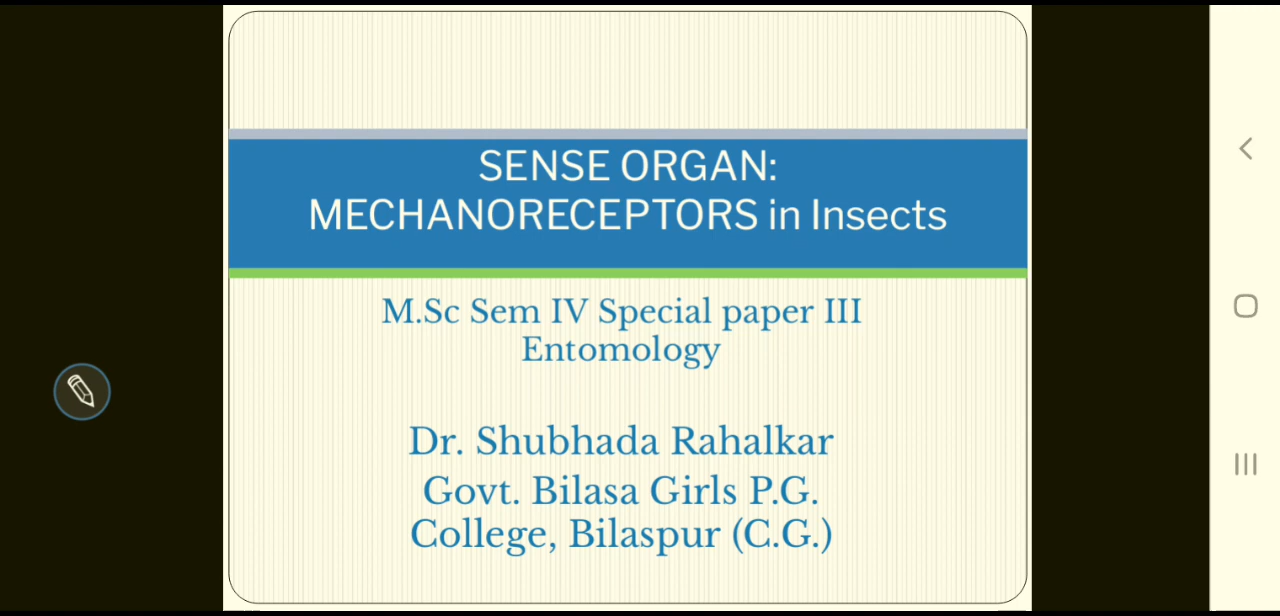 SENSE ORGAN:
MECHANORECEPTORS in Insects
M.Sc Sem IV Special paper III
Entomology
Dr. Shubhada Rahalkar
Govt. Bilasa Girls P.G.
College, Bilaspur (C.G.)